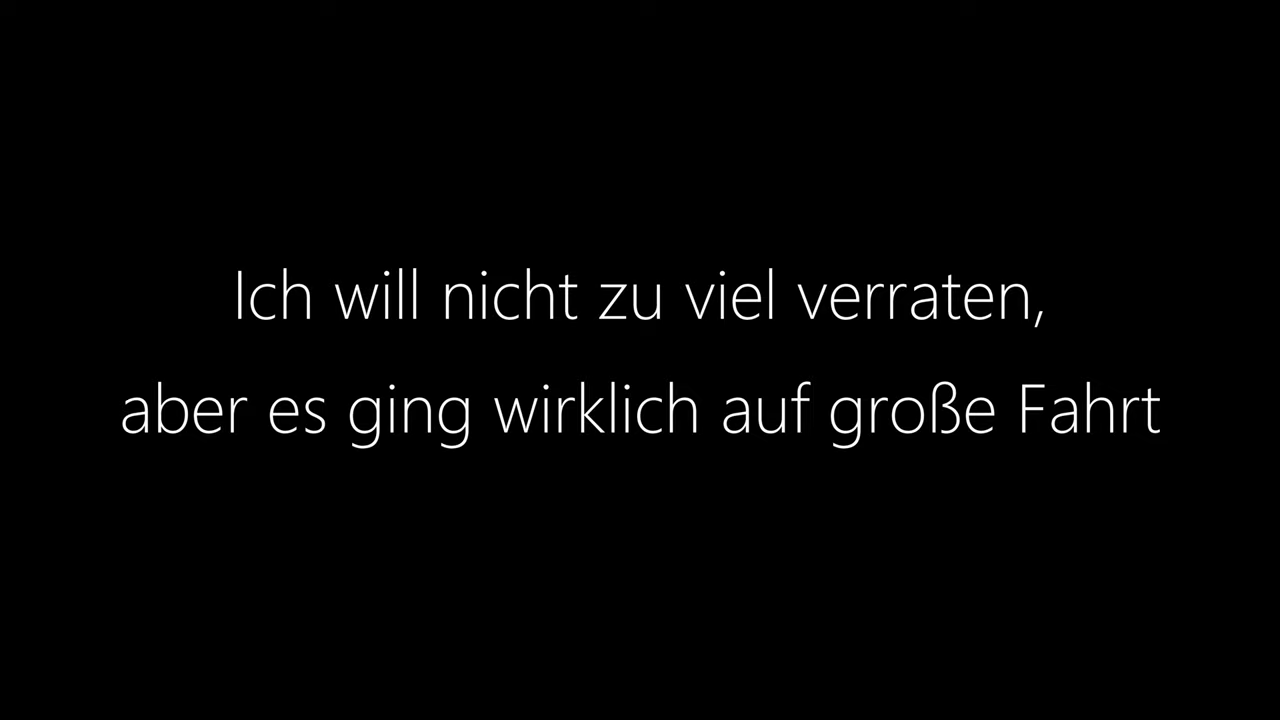 Ich will nicht zu viel verraten,
aber es ging wirklich auf große Fahrt